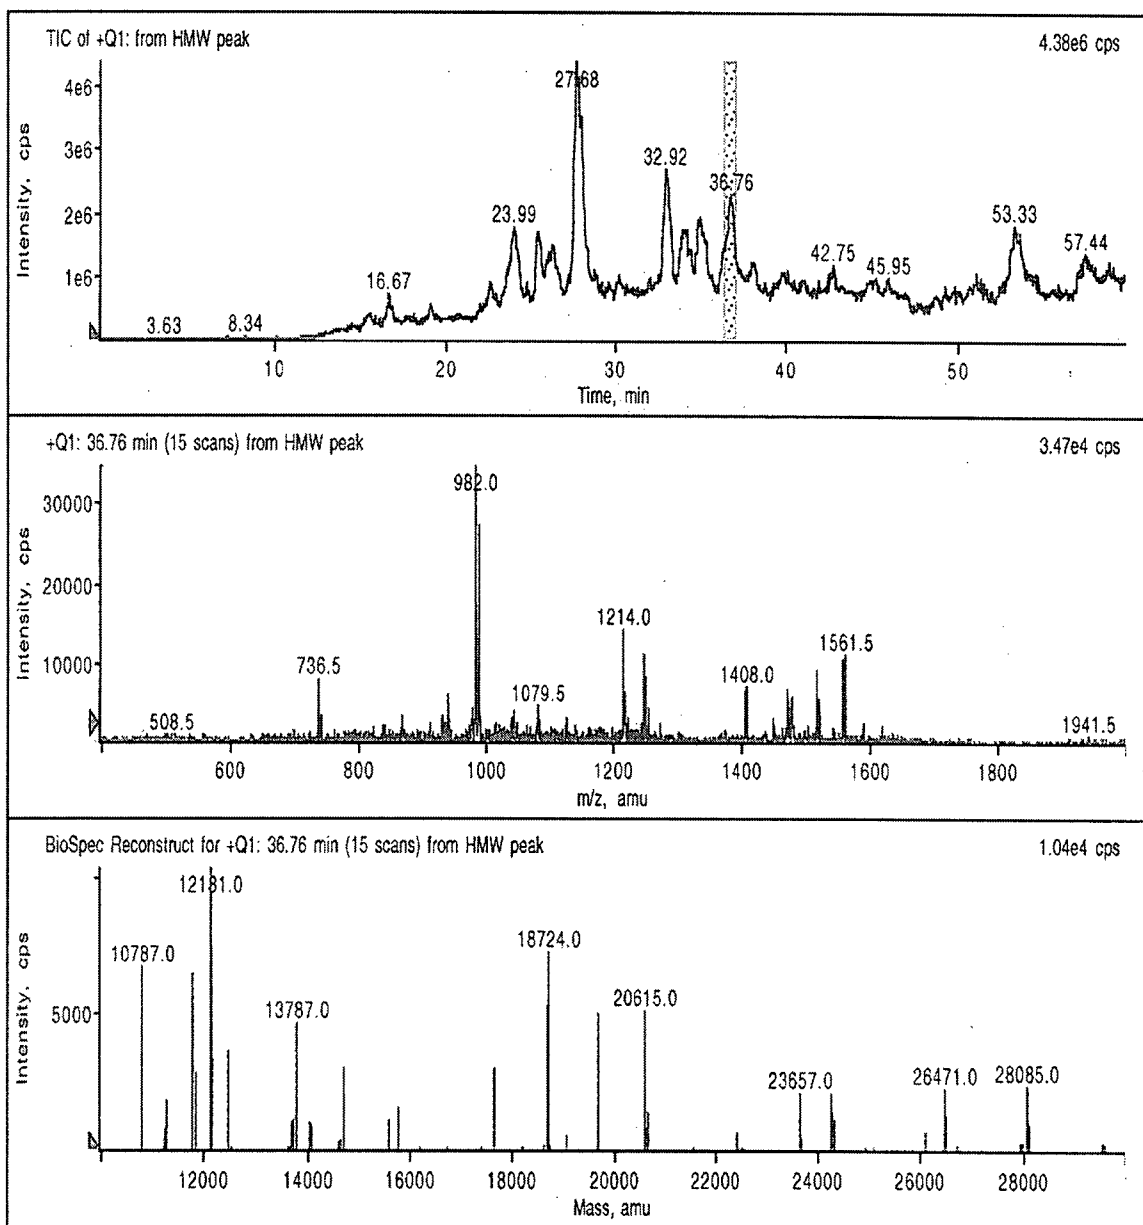 TIC of +Q1: from HMW peak 4.38e6 cps
Intensity, cps
4e6
3e6
2e6
1e6
3.63 8.34 16.67 23.99 27.68 32.92 36.76 42.75 45.95 53.33 57.44
10 20 30 40 50
Time, min
+Q1: 36.76 min (15 scans) from HMW peak 3.47e4 cps
Intensity, cps
30000
20000
10000
508.5 736.5 982.0 1079.5 1214.0 1408.0 1561.5 1941.5
600 800 1000 1200 1400 1600 1800
m/z, amu
BioSpec Reconstruct for +Q1: 36.76 min (15 scans) from HMW peak 1.04e4 cps
Intensity, cps
5000
10787.0 12181.0 13787.0 18724.0 20615.0 23657.0 26471.0 28085.0
12000 14000 16000 18000 20000 22000 24000 26000 28000
Mass, amu